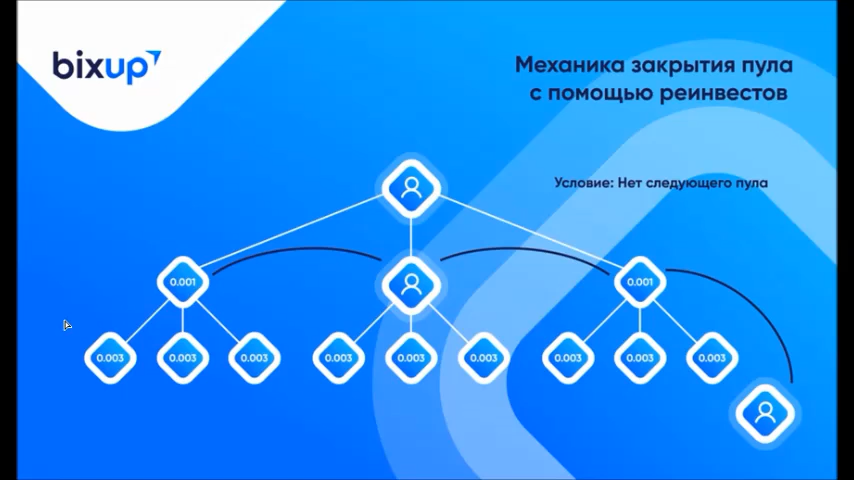 bixup
Механика закрытия пула
с помощью реинвестов
Условие: Нет следующего пула
0.001
0.001
0.003
0.003
0.003
0.003
0.003
0.003
0.003
0.003
0.003